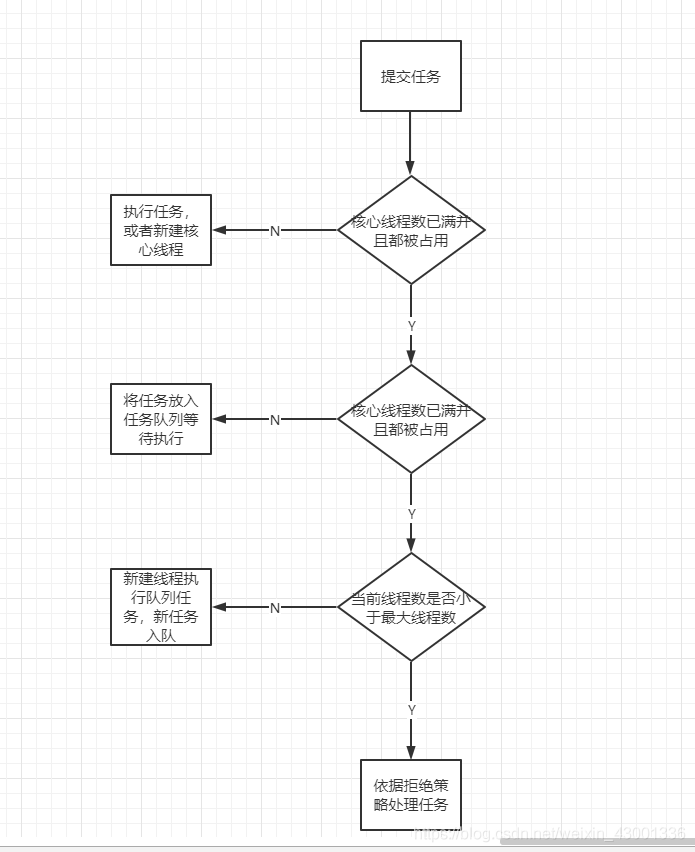 提交任务
核心线程数已满并
且都被占用
N
执行任务，
或者新建核
心线程
Y
核心线程数已满并
且都被占用
N
将任务放入
任务队列等
待执行
Y
当前线程数是否小
于最大线程数
N
新建线程执
行队列任
务，新任务
入队
Y
依据拒绝策
略处理任务
https://blog.csdn.net/weixin_43001336